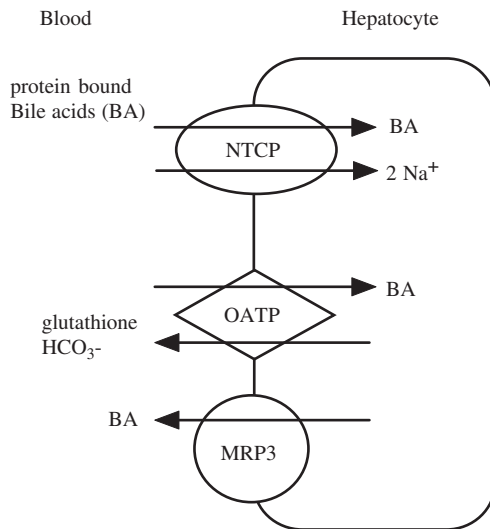 Blood
Hepatocyte
protein bound
Bile acids (BA)
BA
NTCP
2 Na+
BA
OATP
glutathione
HCO3-
BA
MRP3